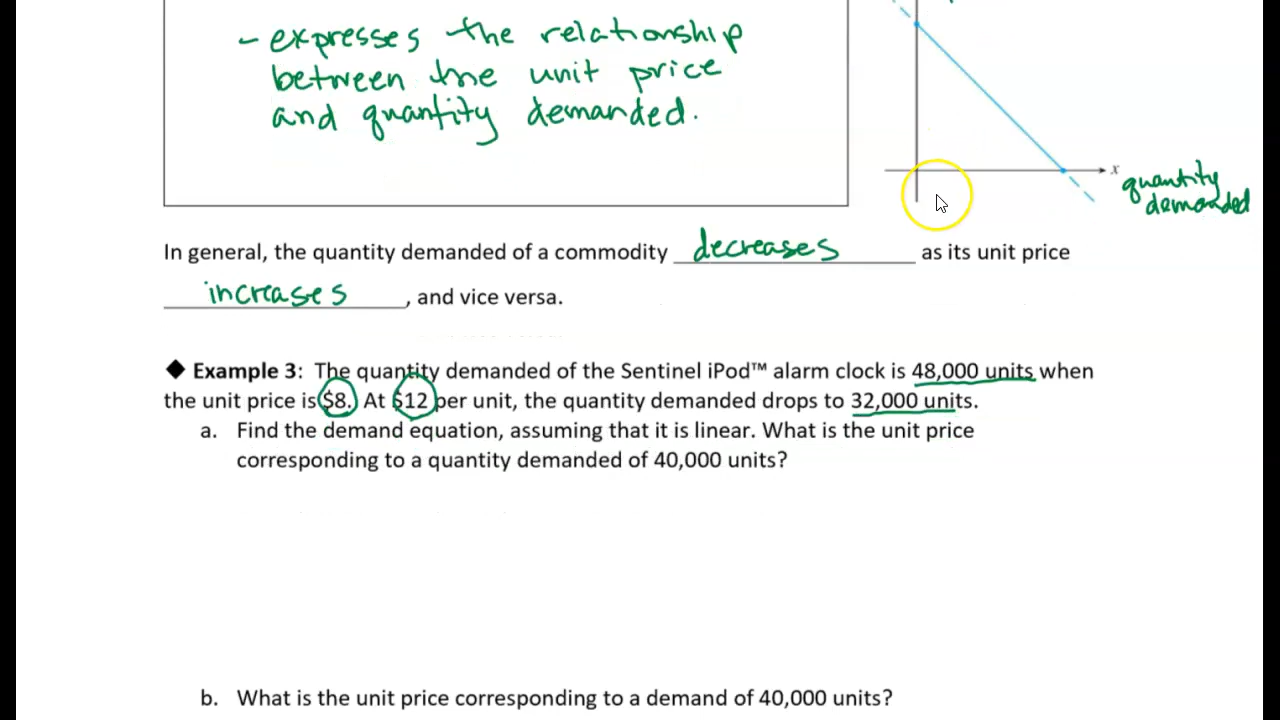 - expresses the relationship
between the unit price
and quantity demanded.
x
quantity
demanded
In general, the quantity demanded of a commodity decreases as its unit price
increases, and vice versa.
◆ Example 3: The quantity demanded of the Sentinel iPod™ alarm clock is 48,000 units when
the unit price is $8. At $12 per unit, the quantity demanded drops to 32,000 units.
a. Find the demand equation, assuming that it is linear. What is the unit price
corresponding to a quantity demanded of 40,000 units?
b. What is the unit price corresponding to a demand of 40,000 units?